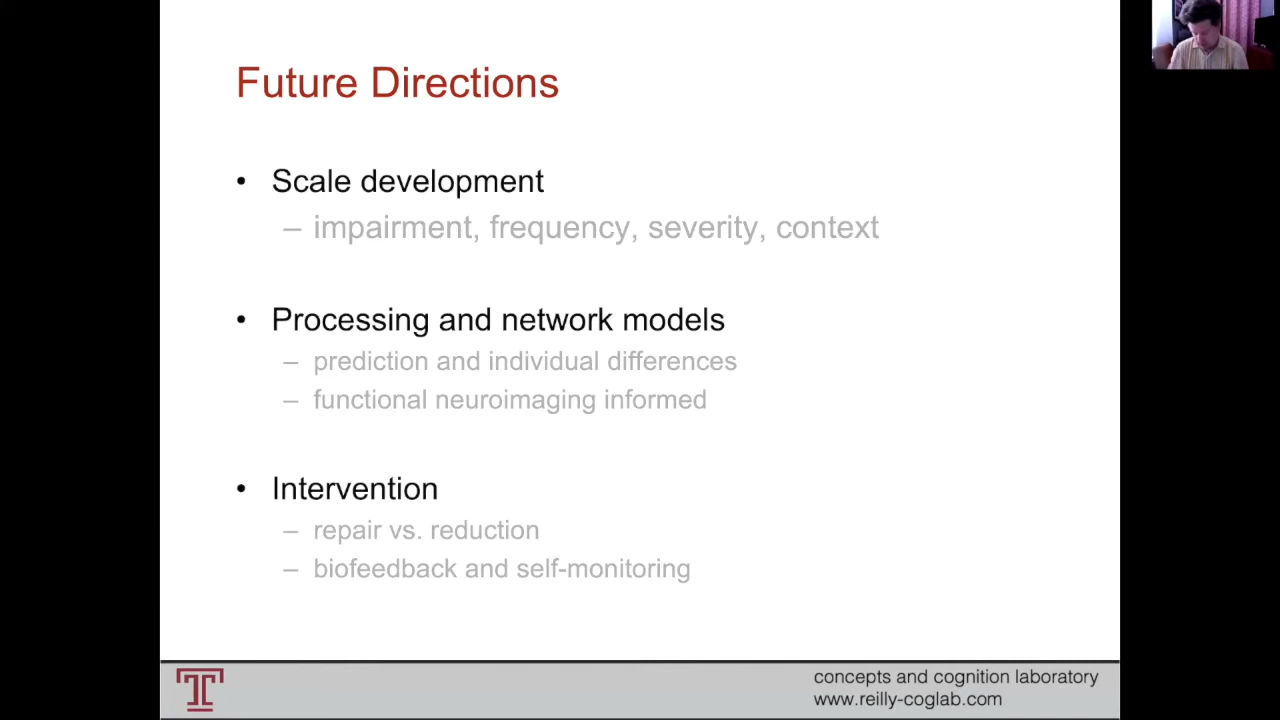 Future Directions
• Scale development
– impairment, frequency, severity, context
• Processing and network models
– prediction and individual differences
– functional neuroimaging informed
• Intervention
– repair vs. reduction
– biofeedback and self-monitoring
T
concepts and cognition laboratory
www.reilly-coglab.com